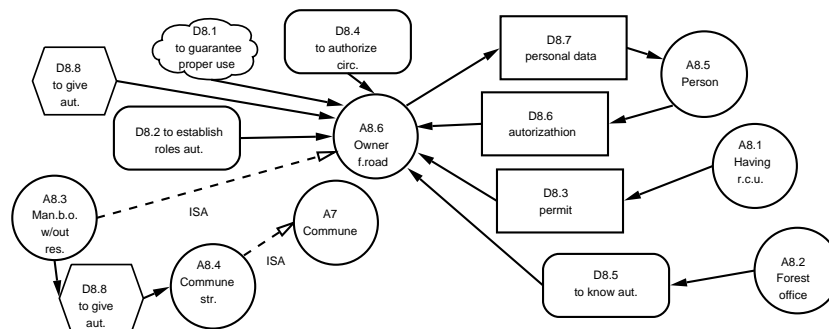 D8.1
to guarantee
proper use
D8.4
to authorize
circ.
D8.7
personal data
A8.5
Person
D8.8
to give
aut.
D8.2 to establish
roles aut.
A8.6
Owner
f.road
D8.6
autorizathion
A8.1
Having
r.c.u.
A8.3
Man.b.o.
w/out
res.
ISA
A7
Commune
D8.3
permit
D8.8
to give
aut.
A8.4
Commune
str.
ISA
D8.5
to know aut.
A8.2
Forest
office